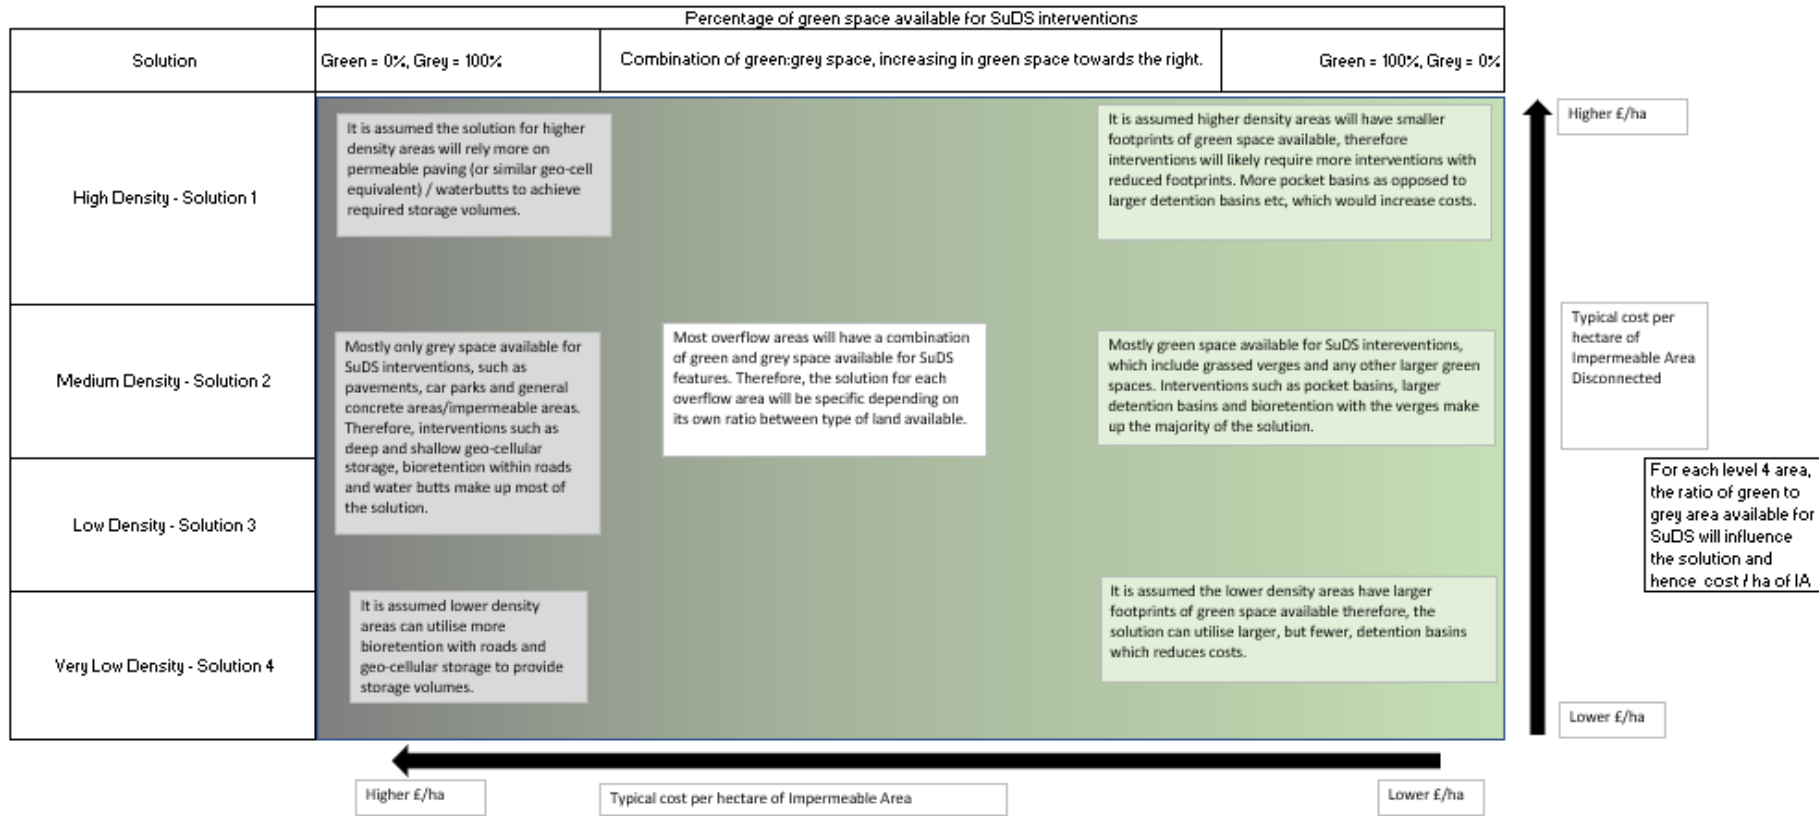 Percentage of green space available for SuDS interventions
Solution
Green = 0%, Grey = 100%
Combination of green:grey space, increasing in green space towards the right.
Green = 100%, Grey = 0%
High Density - Solution 1
It is assumed the solution for higher
density areas will rely more on
permeable paving (or similar geo-cell
equivalent) / waterbutts to achieve
required storage volumes.
It is assumed higher density areas will have smaller
footprints of green space available, therefore
interventions will likely require more interventions with
reduced footprints. More pocket basins as opposed to
larger detention basins etc, which would increase costs.
Higher £/ha
Medium Density - Solution 2
Mostly only grey space available for
SuDS interventions, such as
pavements, car parks and general
concrete areas/impermeable areas.
Therefore, interventions such as
deep and shallow geo-cellular
storage, bioretention within roads
and water butts make up most of
the solution.
Most overflow areas will have a combination
of green and grey space available for SuDS
features. Therefore, the solution for each
overflow area will be specific depending on
its own ratio between type of land available.
Mostly green space available for SuDS intereventions,
which include grassed verges and any other larger green
spaces. Interventions such as pocket basins, larger
detention basins and bioretention with the verges make
up the majority of the solution.
Typical cost per
hectare of
Impermeable Area
Disconnected
Low Density - Solution 3
For each level 4 area,
the ratio of green to
grey area available for
SuDS will influence
the solution and
hence cost / ha of IA
Very Low Density - Solution 4
It is assumed lower density
areas can utilise more
bioretention with roads and
geo-cellular storage to provide
storage volumes.
It is assumed the lower density areas have larger
footprints of green space available therefore, the
solution can utilise larger, but fewer, detention basins
which reduces costs.
Lower £/ha
Higher £/ha
Typical cost per hectare of Impermeable Area
Lower £/ha